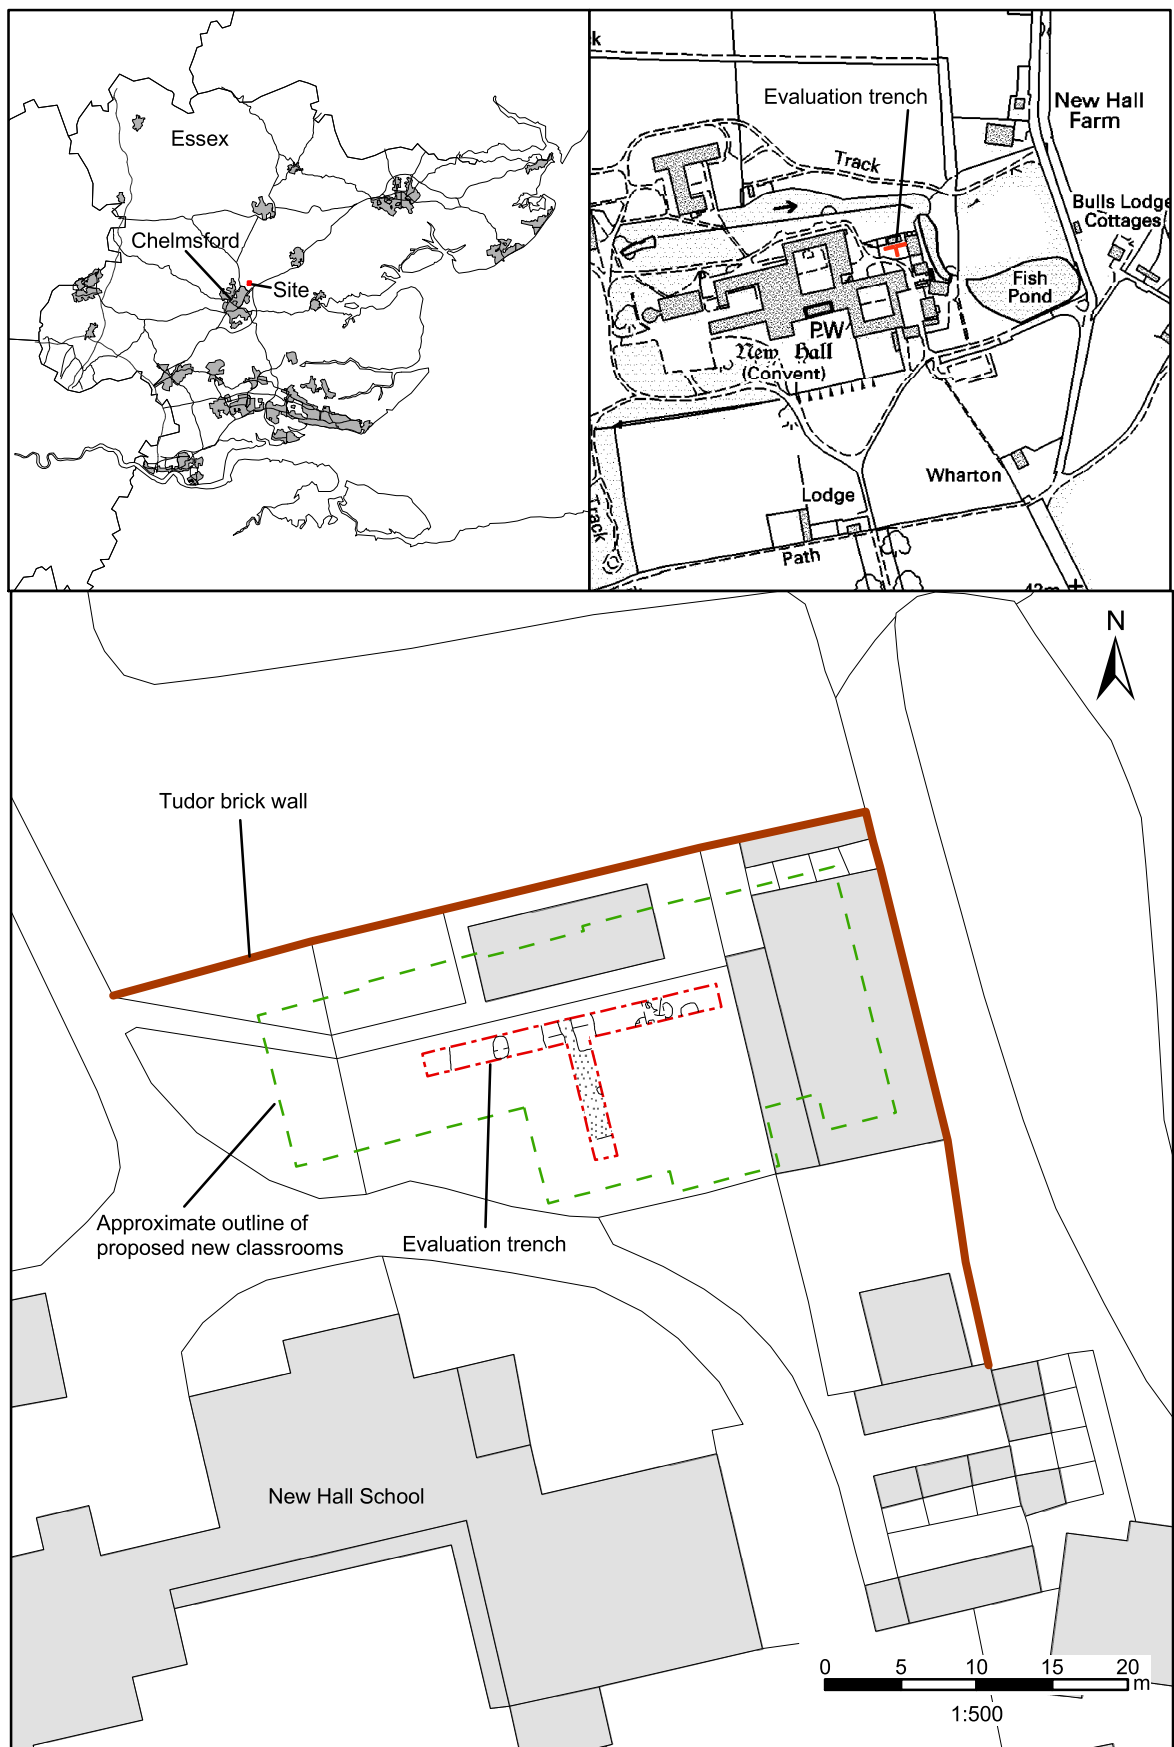 Essex
Chelmsford
Site
k
Evaluation trench
New Hall
Farm
Track
Bulls Lodge
Cottages
Fish
Pond
PW
New Hall
(Convent)
Wharton
Lodge
Track
Path
42m
N
Tudor brick wall
Approximate outline of
proposed new classrooms
Evaluation trench
New Hall School
0 5 10 15 20
m
1:500